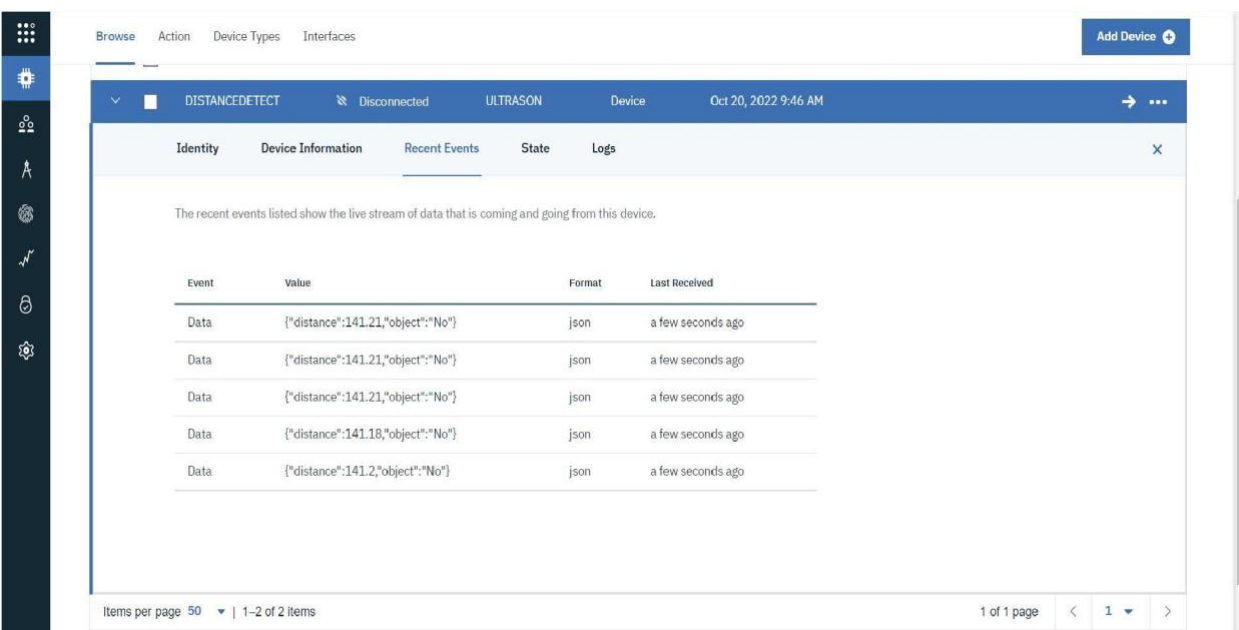 Browse Action Device Types Interfaces Add Device
DISTANCEDETECT Disconnected ULTRASON Device Oct 20, 2022 9:46 AM
Identity Device Information Recent Events State Logs
The recent events listed show the live stream of data that is coming and going from this device.
Event Value Format Last Received
Data {"distance":141.21,"object":"No"} json a few seconds ago
Data {"distance":141.21,"object":"No"} json a few seconds ago
Data {"distance":141.21,"object":"No"} json a few seconds ago
Data {"distance":141.18,"object":"No"} json a few seconds ago
Data {"distance":141.2,"object":"No"} json a few seconds ago
Items per page 50 | 1–2 of 2 items 1 of 1 page 1